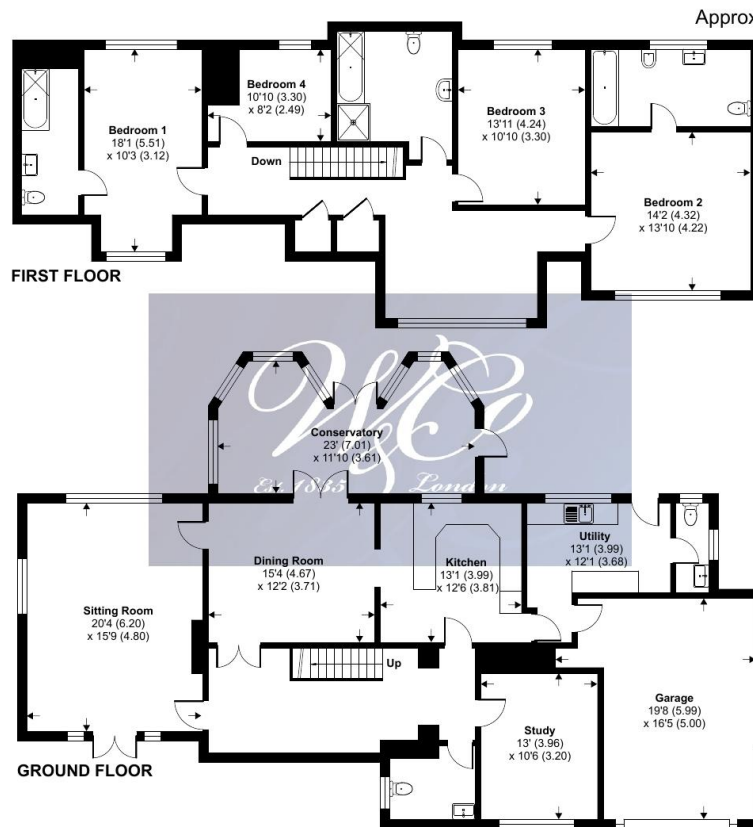 Approx
Bedroom 1
18'1 (5.51)
x 10'3 (3.12)
Bedroom 4
10'10 (3.30)
x 8'2 (2.49)
Bedroom 3
13'11 (4.24)
x 10'10 (3.30)
Down
Bedroom 2
14'2 (4.32)
x 13'10 (4.22)
FIRST FLOOR
W&Co
Est. 1835 London
Conservatory
23' (7.01)
x 11'10 (3.61)
Utility
13'1 (3.99)
x 12'1 (3.68)
Dining Room
15'4 (4.67)
x 12'2 (3.71)
Kitchen
13'1 (3.99)
x 12'6 (3.81)
Sitting Room
20'4 (6.20)
x 15'9 (4.80)
Up
Garage
19'8 (5.99)
x 16'5 (5.00)
Study
13' (3.96)
x 10'6 (3.20)
GROUND FLOOR